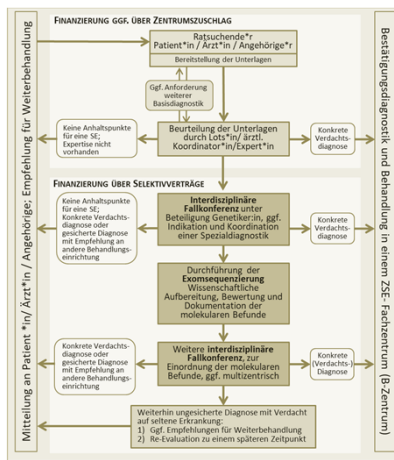 FINANZIERUNG GGF. ÜBER ZENTRUMSZUSCHLAG
Ratsuchende*r
Patient*in / Ärzt*in / Angehörige*r
Bereitstellung der Unterlagen
Ggf. Anforderung
weiterer
Basisdiagnostik
Keine Anhaltspunkte
für eine SE;
Expertise nicht
vorhanden
Beurteilung der Unterlagen
durch Lots*in/ ärztl.
Koordinator*in/Expert*in
Konkrete
Verdachts-
diagnose
FINANZIERUNG ÜBER SELEKTIVVERTRÄGE
Keine Anhaltspunkte
für eine SE;
Konkrete Verdachts-
diagnose oder
gesicherte Diagnose
mit Empfehlung an
andere Behandlungs-
einrichtung
Interdisziplinäre
Fallkonferenz unter
Beteiligung Genetiker:in, ggf.
Indikation und Koordination
einer Spezialdiagnostik
Konkrete
Verdachts-
diagnose
Durchführung der
Exomsequenzierung
Wissenschaftliche
Aufbereitung, Bewertung und
Dokumentation der
molekularen Befunde
Konkrete Verdachts-
diagnose oder
gesicherte Diagnose
mit Empfehlung an
andere Behandlungs-
einrichtung
Weitere interdisziplinäre
Fallkonferenz, zur
Einordnung der molekularen
Befunde, ggf. multizentrisch
Konkrete
(Verdachts-)
Diagnose
Weiterhin ungesicherte Diagnose mit Verdacht
auf seltene Erkrankung:
1) Ggf. Empfehlungen für Weiterbehandlung
2) Re-Evaluation zu einem späteren Zeitpunkt
Mitteilung an Patient *in/ Ärzt*in / Angehörige; Empfehlung für Weiterbehandlung
Bestätigungsdiagnostik und Behandlung in einem ZSE- Fachzentrum (B-Zentrum)